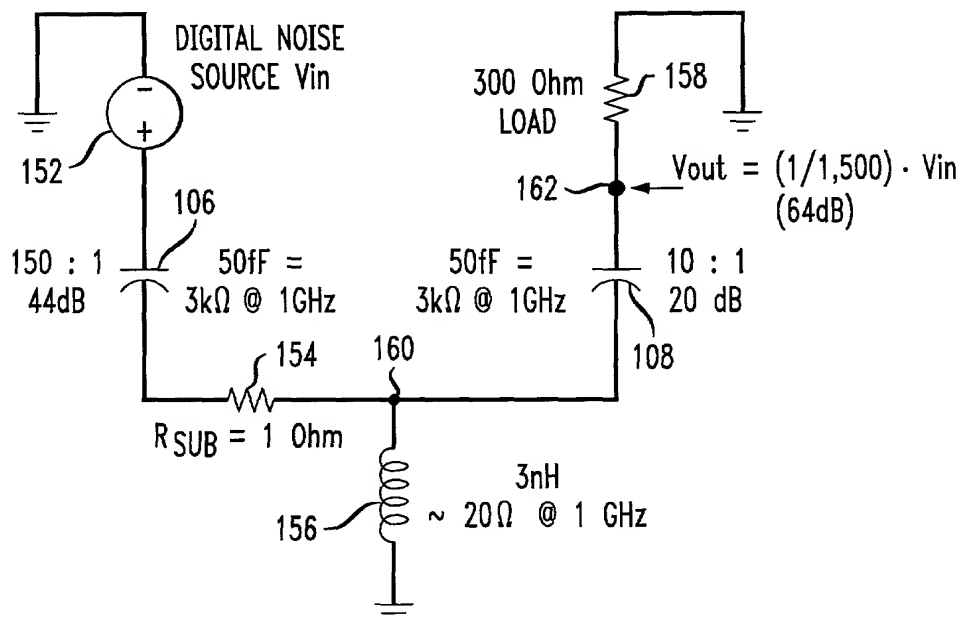 DIGITAL NOISE
SOURCE Vin
−
+
152
300 Ohm
LOAD
158
162
Vout = (1/1,500) · Vin
(64dB)
106
150 : 1
44dB
50fF =
3kΩ @ 1GHz
50fF =
3kΩ @ 1GHz
10 : 1
20 dB
108
154
160
RSUB = 1 Ohm
156
3nH
~ 20Ω @ 1 GHz